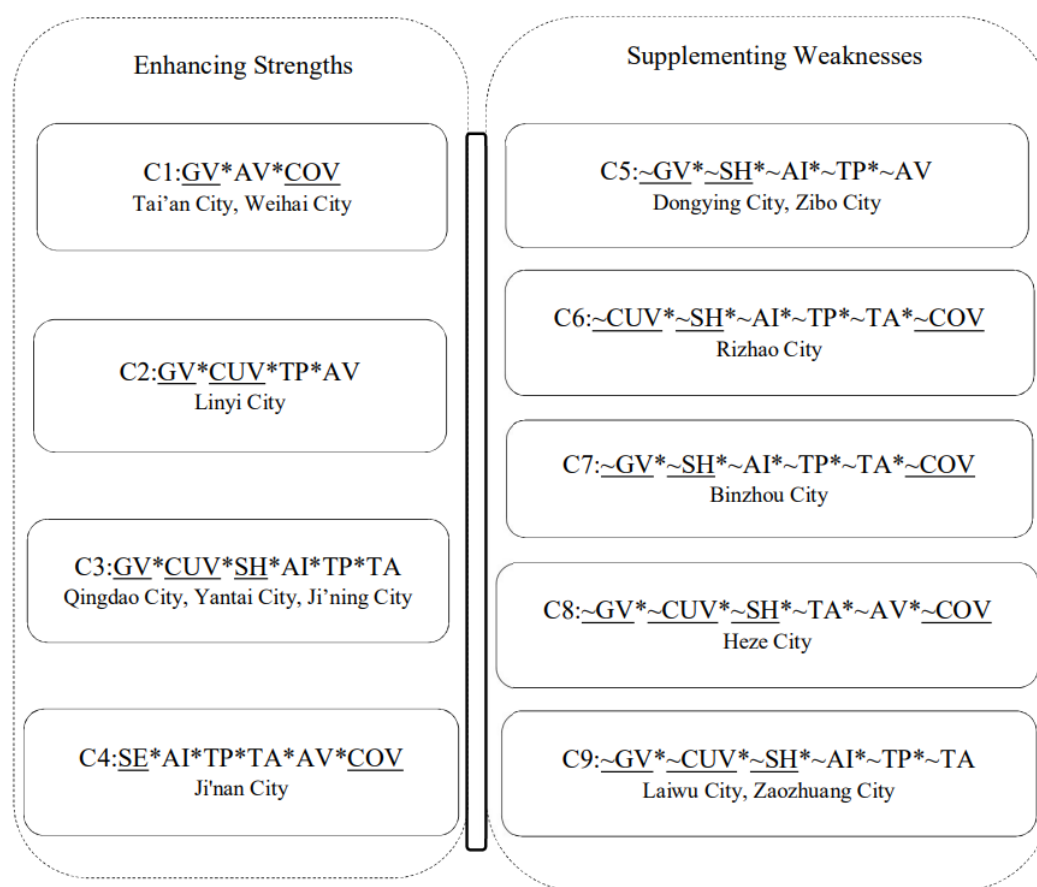 Enhancing Strengths
C1:GV*AV*COV
Tai’an City, Weihai City
C2:GV*CUV*TP*AV
Linyi City
C3:GV*CUV*SH*AI*TP*TA
Qingdao City, Yantai City, Ji’ning City
C4:SE*AI*TP*TA*AV*COV
Ji'nan City
Supplementing Weaknesses
C5:~GV*~SH*~AI*~TP*~AV
Dongying City, Zibo City
C6:~CUV*~SH*~AI*~TP*~TA*~COV
Rizhao City
C7:~GV*~SH*~AI*~TP*~TA*~COV
Binzhou City
C8:~GV*~CUV*~SH*~TA*~AV*~COV
Heze City
C9:~GV*~CUV*~SH*~AI*~TP*~TA
Laiwu City, Zaozhuang City